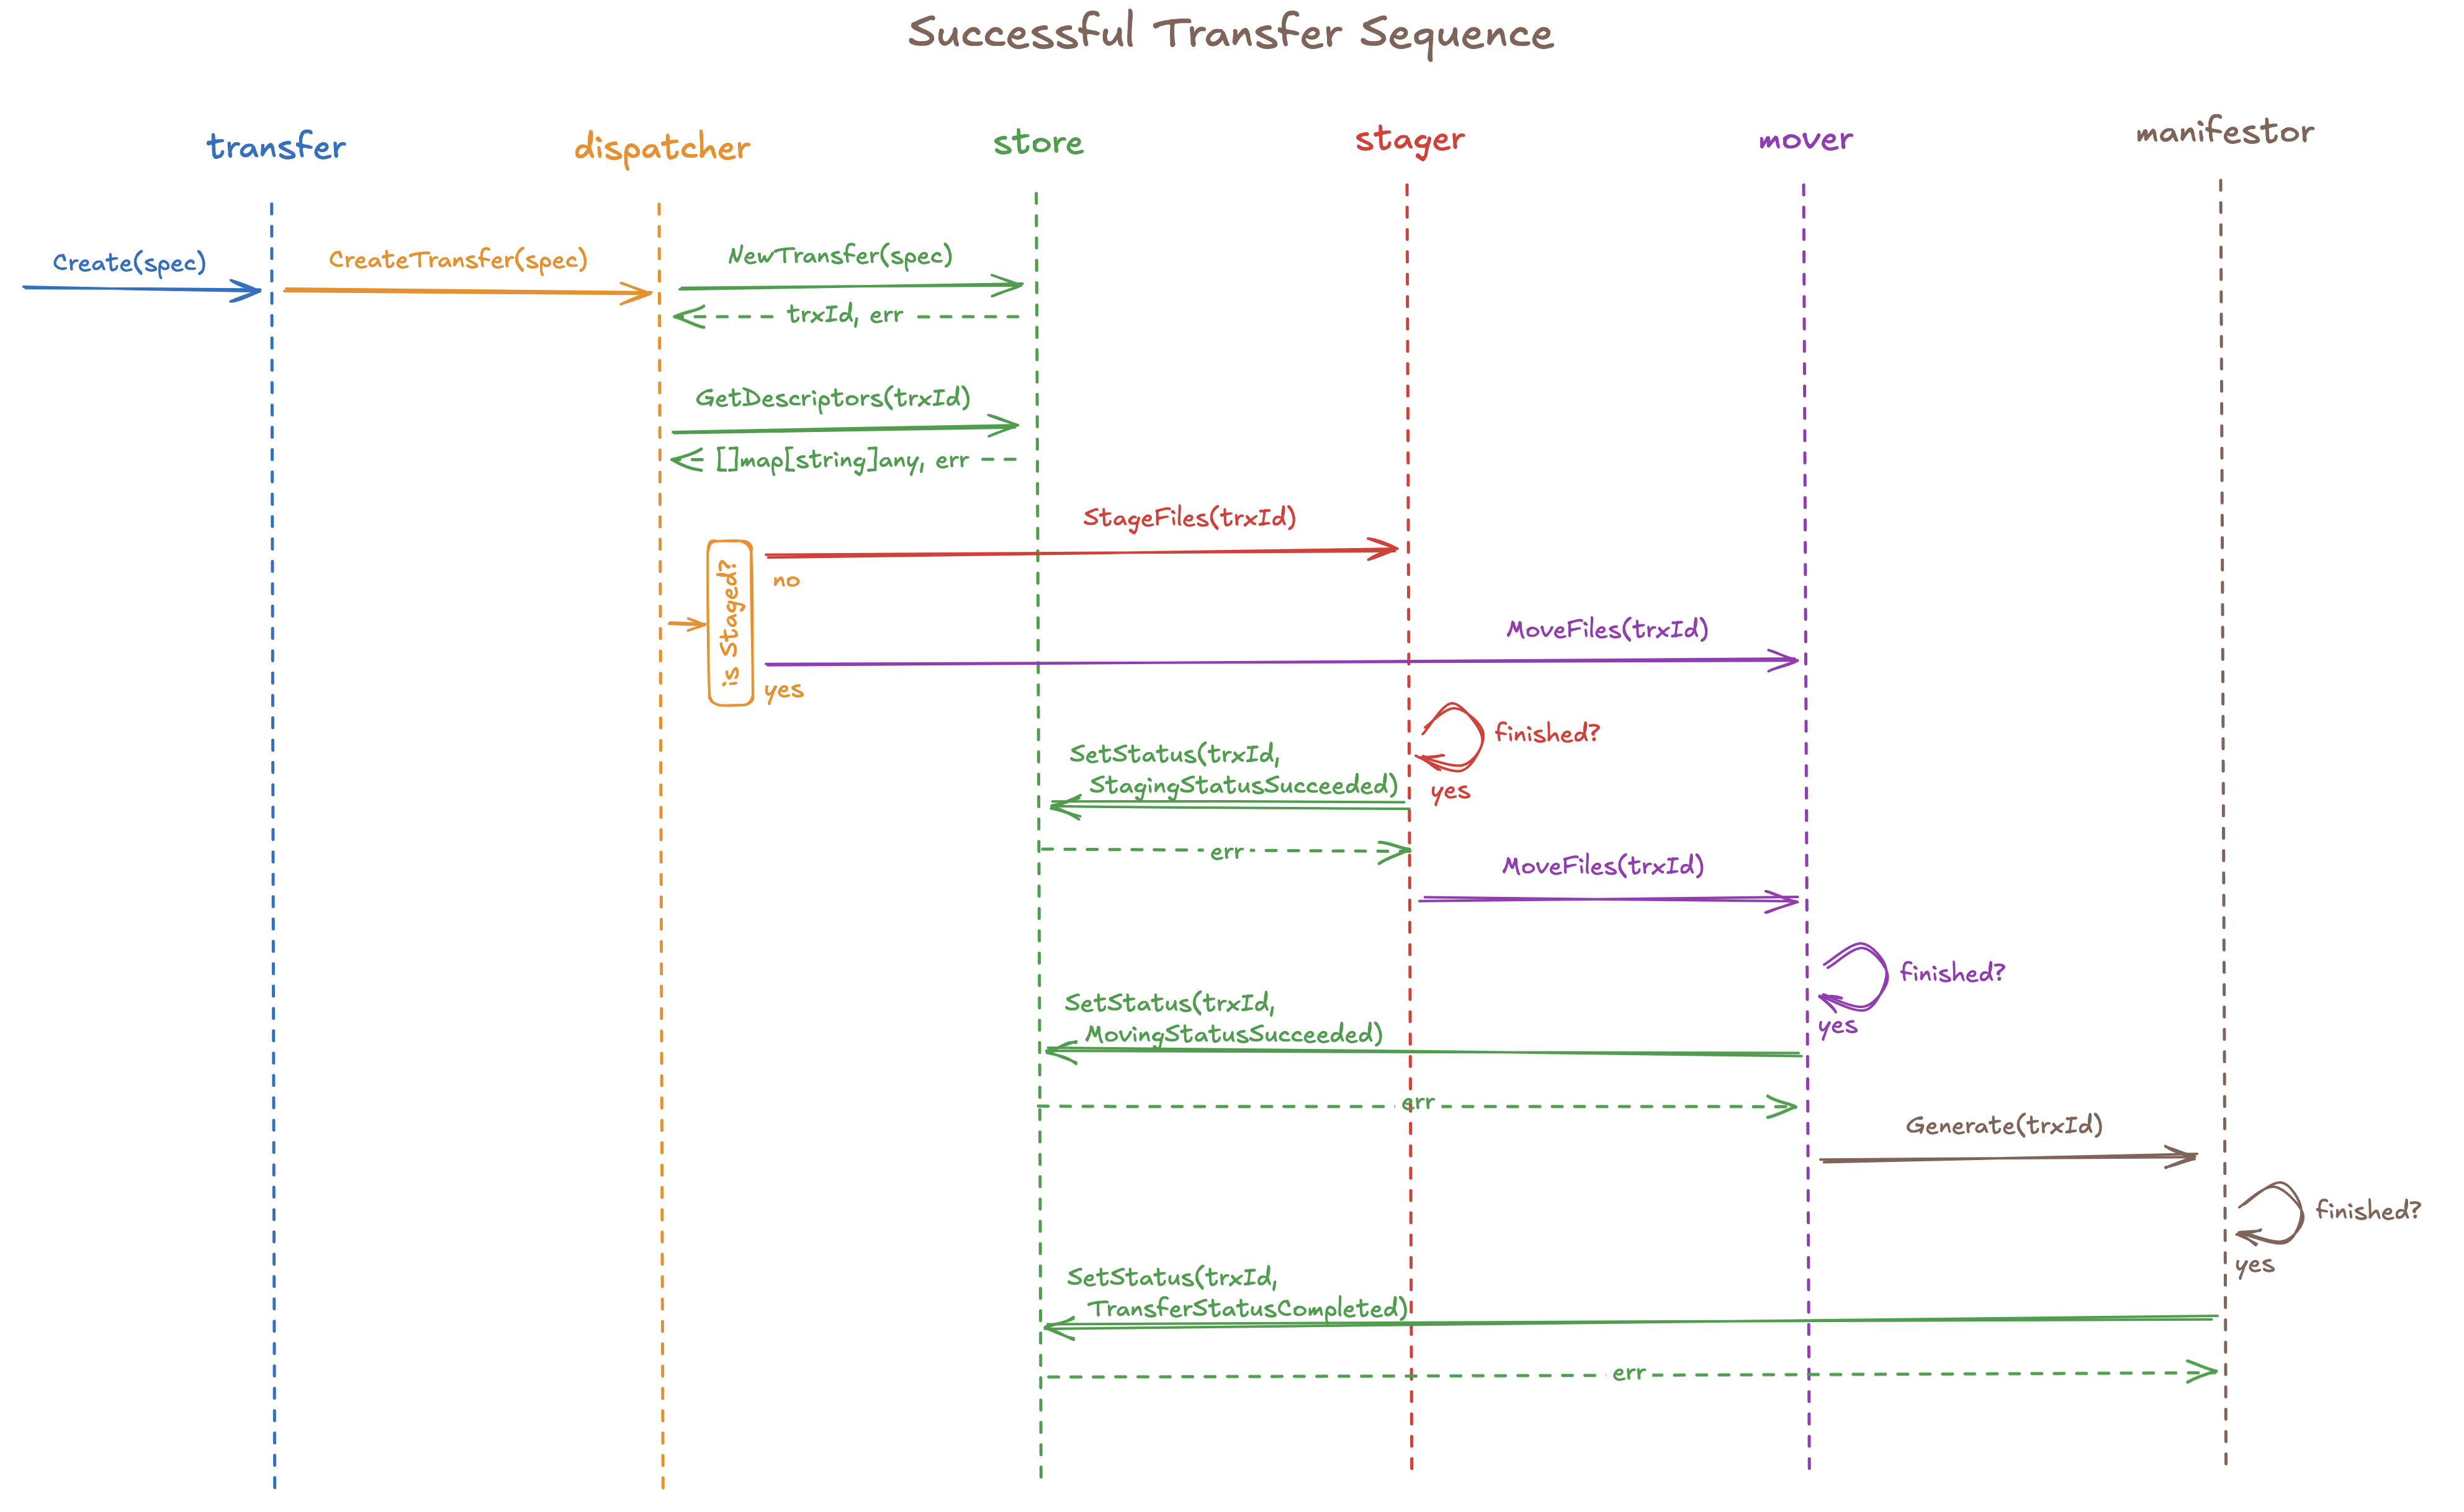 Successful Transfer Sequence
transfer
dispatcher
store
stager
mover
manifestor
Create(spec)
CreateTransfer(spec)
NewTransfer(spec)
trxId, err
GetDescriptors(trxId)
[]map[string]any, err
StageFiles(trxId)
no
is staged?
MoveFiles(trxId)
yes
finished?
yes
SetStatus(trxId,
StagingStatusSucceeded)
err
MoveFiles(trxId)
finished?
yes
SetStatus(trxId,
MovingStatusSucceeded)
err
Generate(trxId)
finished?
yes
SetStatus(trxId,
TransferStatusCompleted)
err